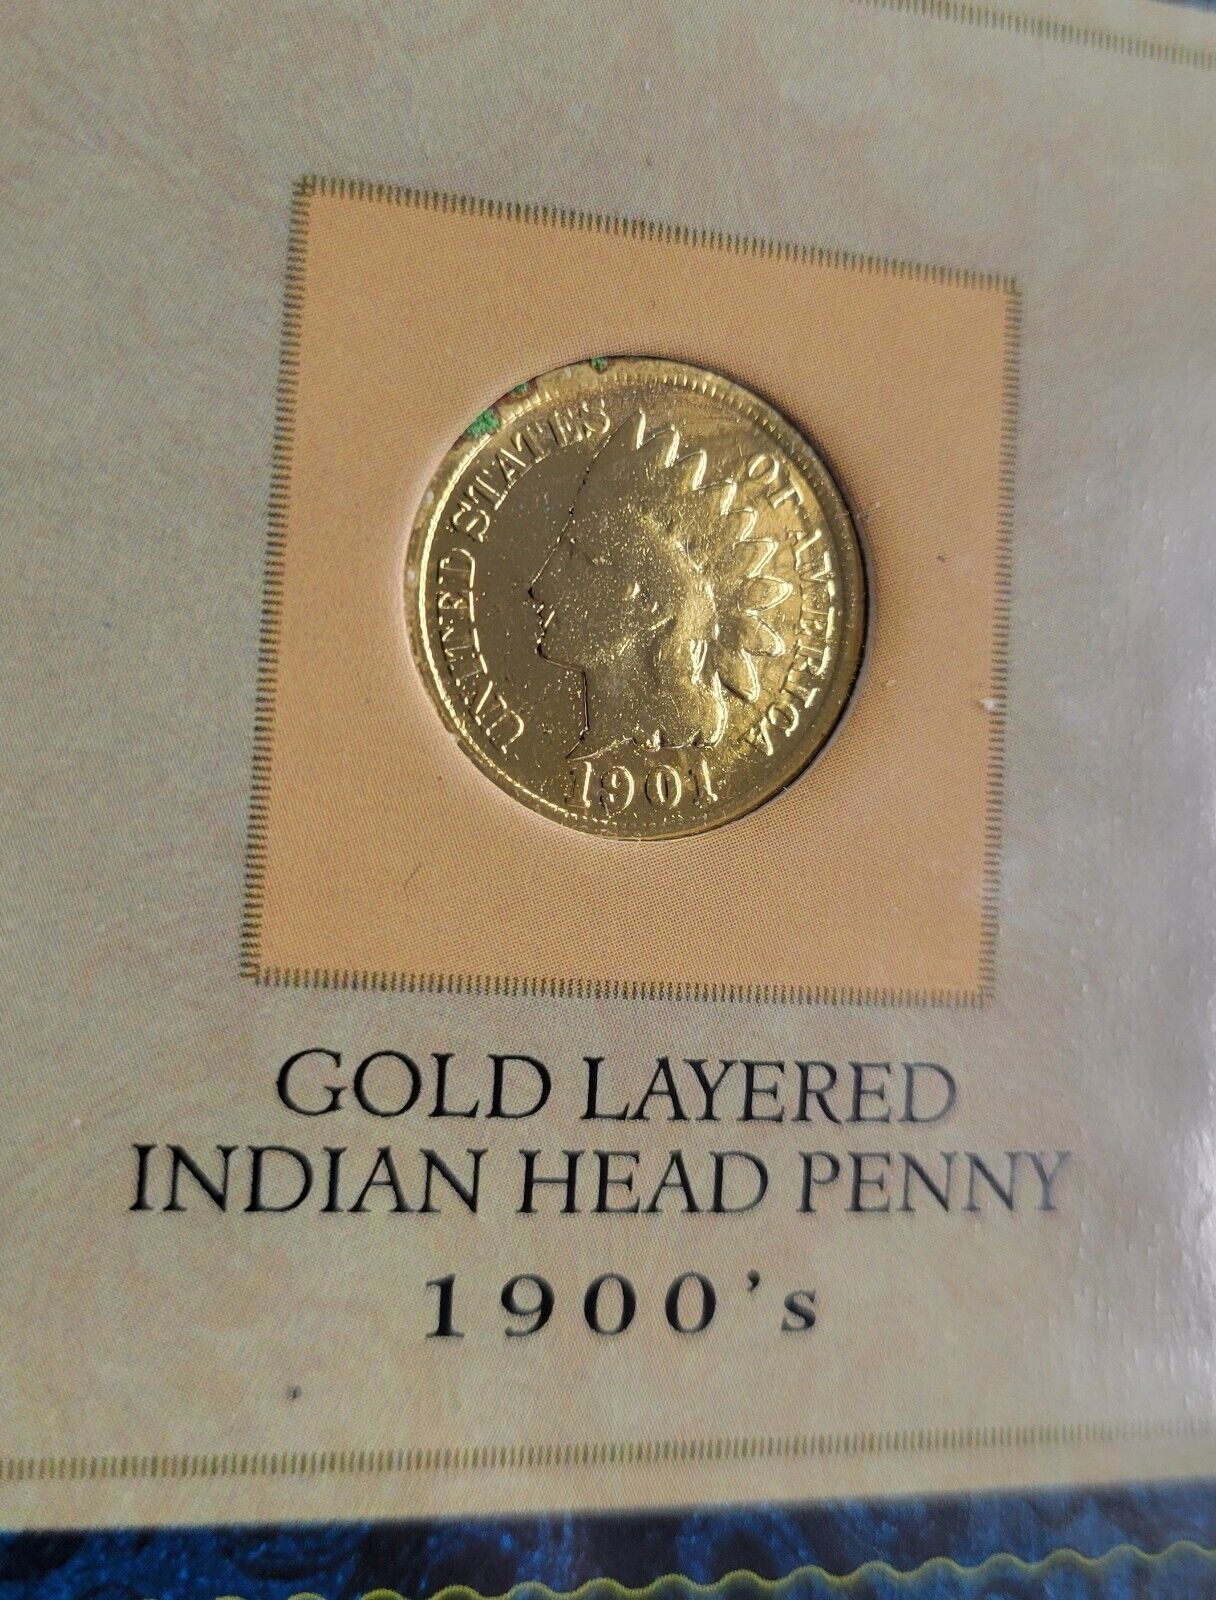 UNITED STATES OF AMERICA
1901
GOLD LAYERED
INDIAN HEAD PENNY
1900's